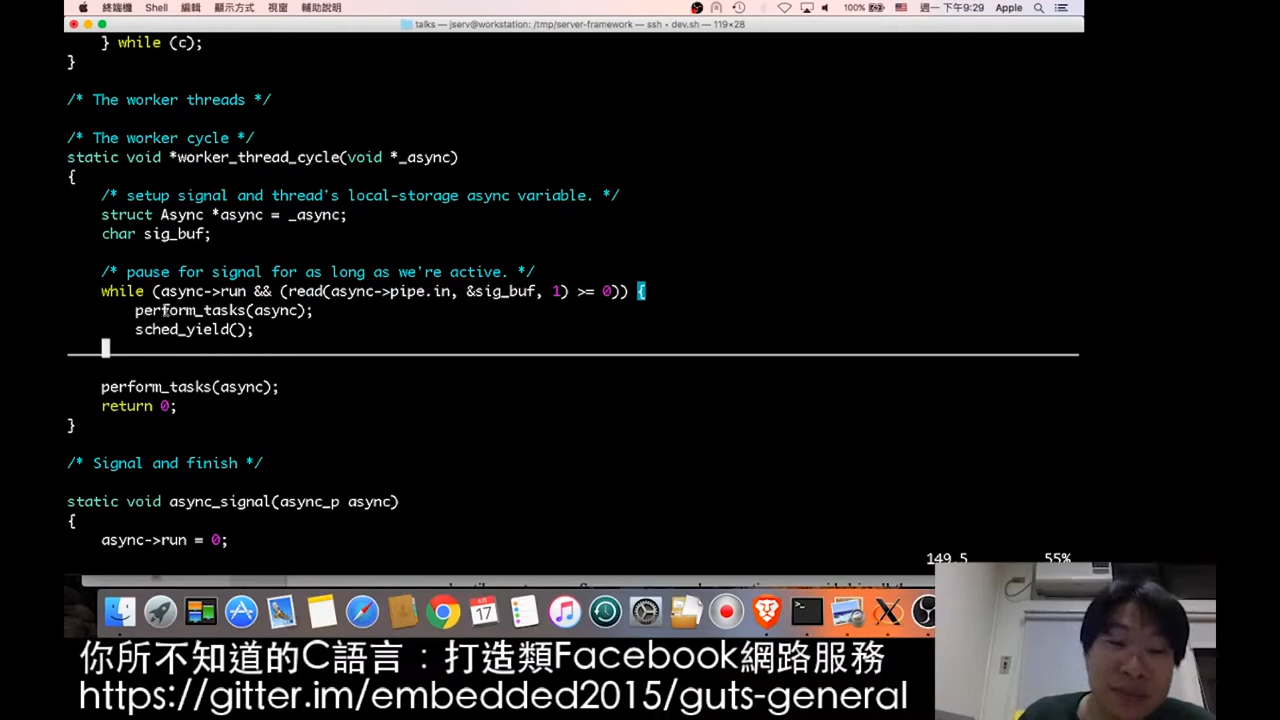 終端機 Shell 編輯 顯示方式 視窗 輔助說明 100% 週一 下午9:29 Apple
talks — jserv@workstation: /tmp/server-framework — ssh • dev.sh — 119×28
} while (c);
}
/* The worker threads */
/* The worker cycle */
static void *worker_thread_cycle(void *_async)
{
/* setup signal and thread's local-storage async variable. */
struct Async *async = _async;
char sig_buf;
/* pause for signal for as long as we're active. */
while (async->run && (read(async->pipe.in, &sig_buf, 1) >= 0)) {
perform_tasks(async);
sched_yield();
perform_tasks(async);
return 0;
}
/* Signal and finish */
static void async_signal(async_p async)
{
async->run = 0;
149,5 55%
17
你所不知道的C語言：打造類Facebook網路服務
https://gitter.im/embedded2015/guts-general